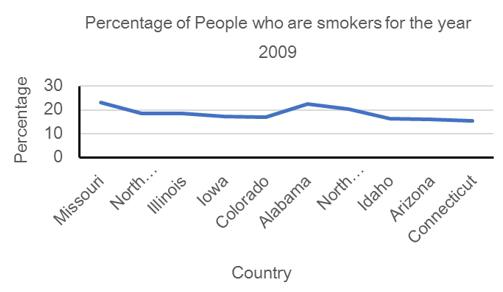 Percentage of People who are smokers for the year
2009
Percentage
30
20
10
0
Missouri
North…
Illinois
Iowa
Colorado
Alabama
North…
Idaho
Arizona
Connecticut
Country